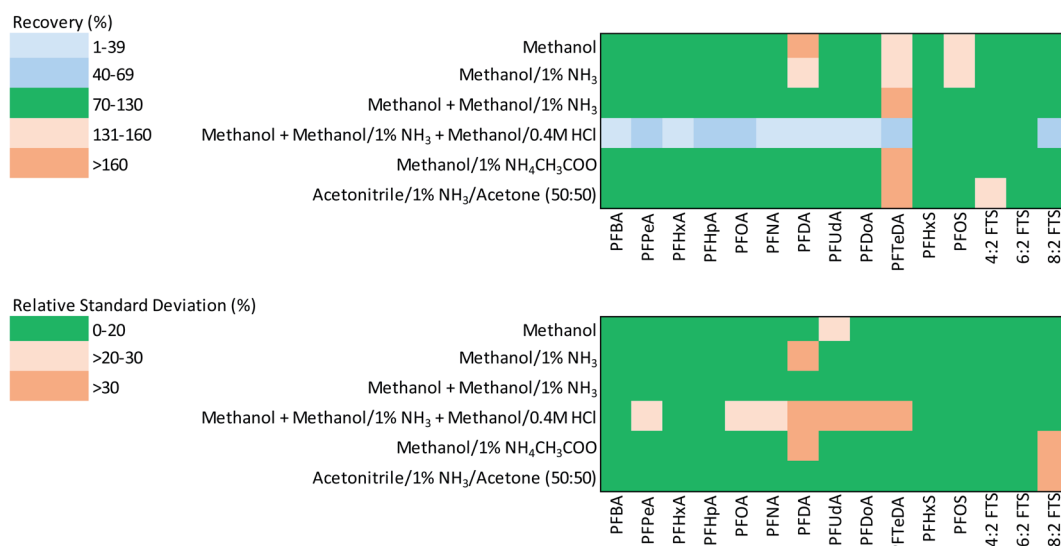 Recovery (%)
1-39
40-69
70-130
131-160
>160
Methanol
Methanol/1% NH₃
Methanol + Methanol/1% NH₃
Methanol + Methanol/1% NH₃ + Methanol/0.4M HCl
Methanol/1% NH₄CH₃COO
Acetonitrile/1% NH₃/Acetone (50:50)
PFBA
PFPeA
PFHxA
PFHpA
PFOA
PFNA
PFDA
PFUdA
PFDoA
PFTeDA
PFHxS
PFOS
4:2 FTS
6:2 FTS
8:2 FTS
Relative Standard Deviation (%)
0-20
>20-30
>30
Methanol
Methanol/1% NH₃
Methanol + Methanol/1% NH₃
Methanol + Methanol/1% NH₃ + Methanol/0.4M HCl
Methanol/1% NH₄CH₃COO
Acetonitrile/1% NH₃/Acetone (50:50)
PFBA
PFPeA
PFHxA
PFHpA
PFOA
PFNA
PFDA
PFUdA
PFDoA
PFTeDA
PFHxS
PFOS
4:2 FTS
6:2 FTS
8:2 FTS